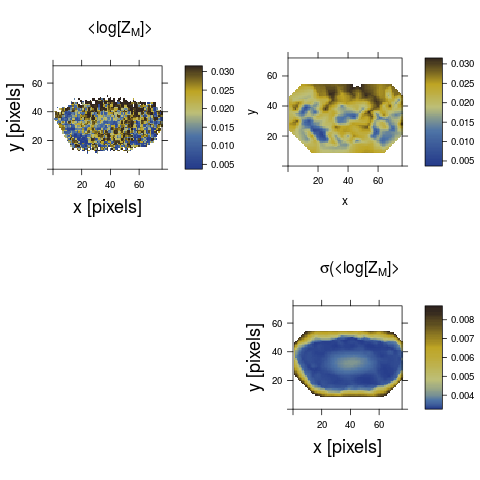 <log[Z_M]>
60
40
20
20 40 60
x [pixels]
y [pixels]
0.030
0.025
0.020
0.015
0.010
0.005
60
40
20
20 40 60
x
y
0.030
0.025
0.020
0.015
0.010
0.005
σ(<log[Z_M]>
60
40
20
20 40 60
x [pixels]
y [pixels]
0.008
0.007
0.006
0.005
0.004